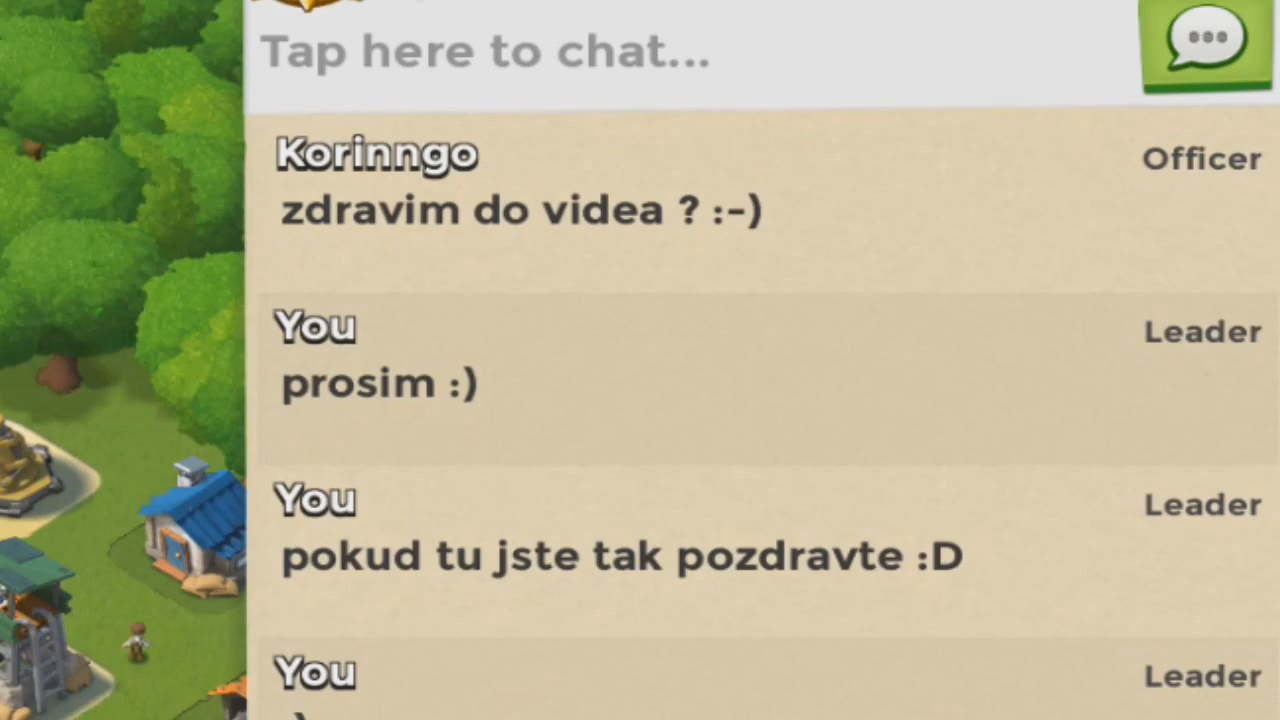 Tap here to chat...
Korinngo
Officer
zdravim do videa ? :-)
You
Leader
prosim :)
You
Leader
pokud tu jste tak pozdravte :D
You
Leader